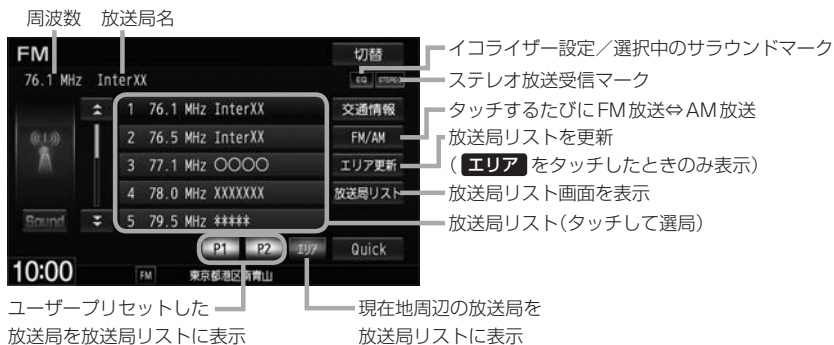 周波数 放送局名
FM
切替
76.1 MHz InterXX
EQ STEREO
1 76.1 MHz InterXX
2 76.5 MHz InterXX
3 77.1 MHz 〇〇〇〇
4 78.0 MHz XXXXXXX
5 79.5 MHz *****
交通情報
FM/AM
エリア更新
放送局リスト
Sound
P1 P2 エリア Quick
10:00 FM 東京都港区南青山
イコライザー設定／選択中のサラウンドマーク
ステレオ放送受信マーク
タッチするたびにFM放送⇔AM放送
放送局リストを更新
（エリアをタッチしたときのみ表示）
放送局リスト画面を表示
放送局リスト（タッチして選局）
ユーザープリセットした
放送局を放送局リストに表示
現在地周辺の放送局を
放送局リストに表示